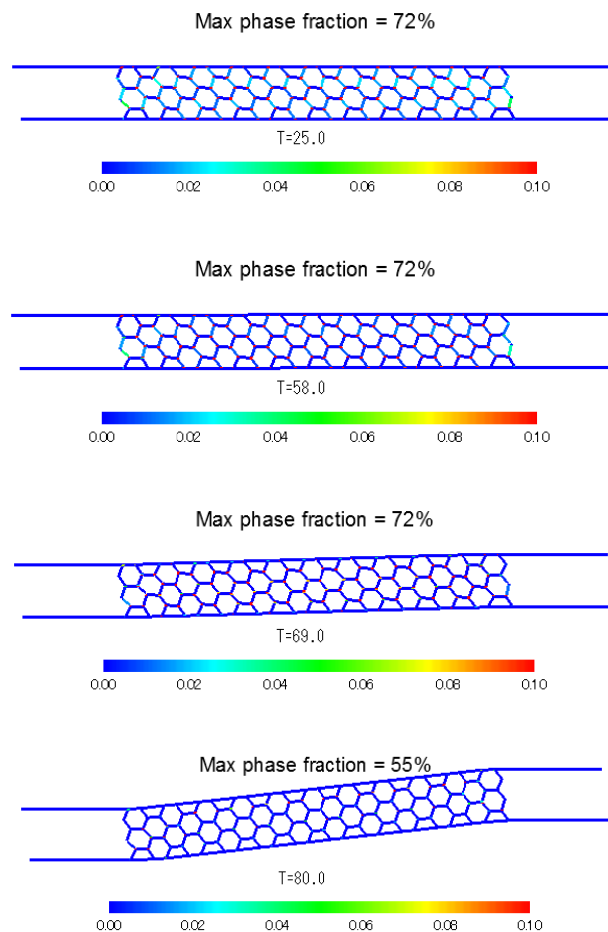 Max phase fraction = 72%
T=25.0
0.00 0.02 0.04 0.06 0.08 0.10
Max phase fraction = 72%
T=58.0
0.00 0.02 0.04 0.06 0.08 0.10
Max phase fraction = 72%
T=69.0
0.00 0.02 0.04 0.06 0.08 0.10
Max phase fraction = 55%
T=80.0
0.00 0.02 0.04 0.06 0.08 0.10